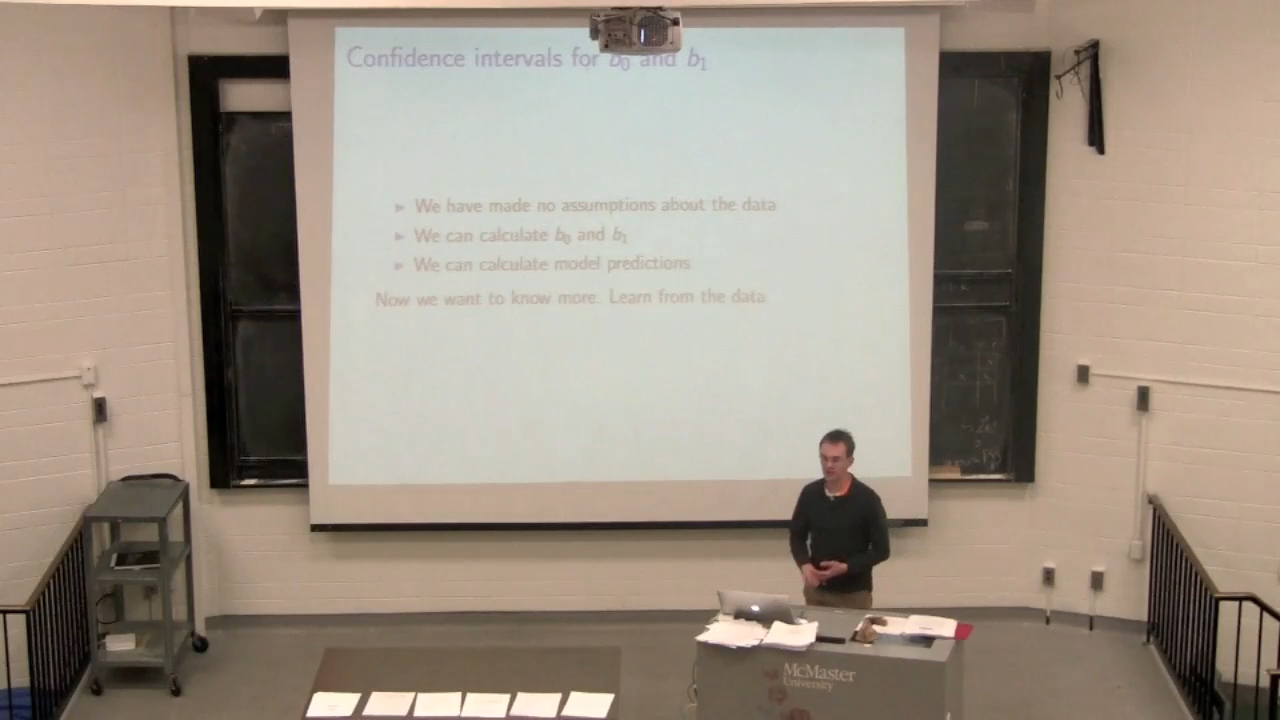 Confidence intervals for b₀ and b₁
▶ We have made no assumptions about the data
▶ We can calculate b₀ and b₁
▶ We can calculate model predictions
Now we want to know more. Learn from the data
McMaster
University